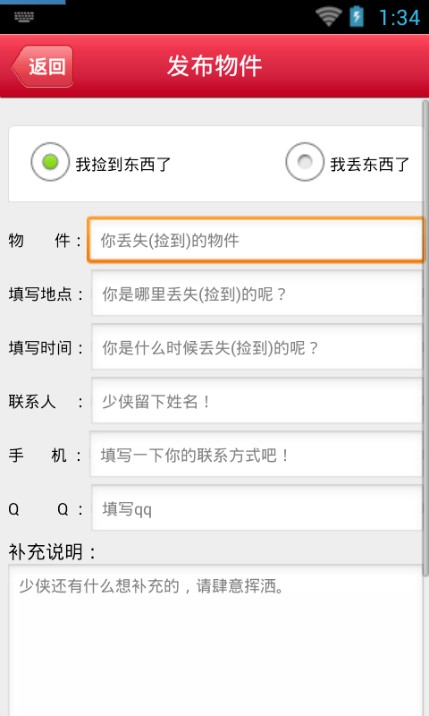 1:34
返回 发布物件
我捡到东西了 我丢东西了
物 件： 你丢失(捡到)的物件
填写地点： 你是哪里丢失(捡到)的呢？
填写时间： 你是什么时候丢失(捡到)的呢？
联系人 ： 少侠留下姓名！
手 机： 填写一下你的联系方式吧！
Q Q： 填写qq
补充说明：
少侠还有什么想补充的，请肆意挥洒。